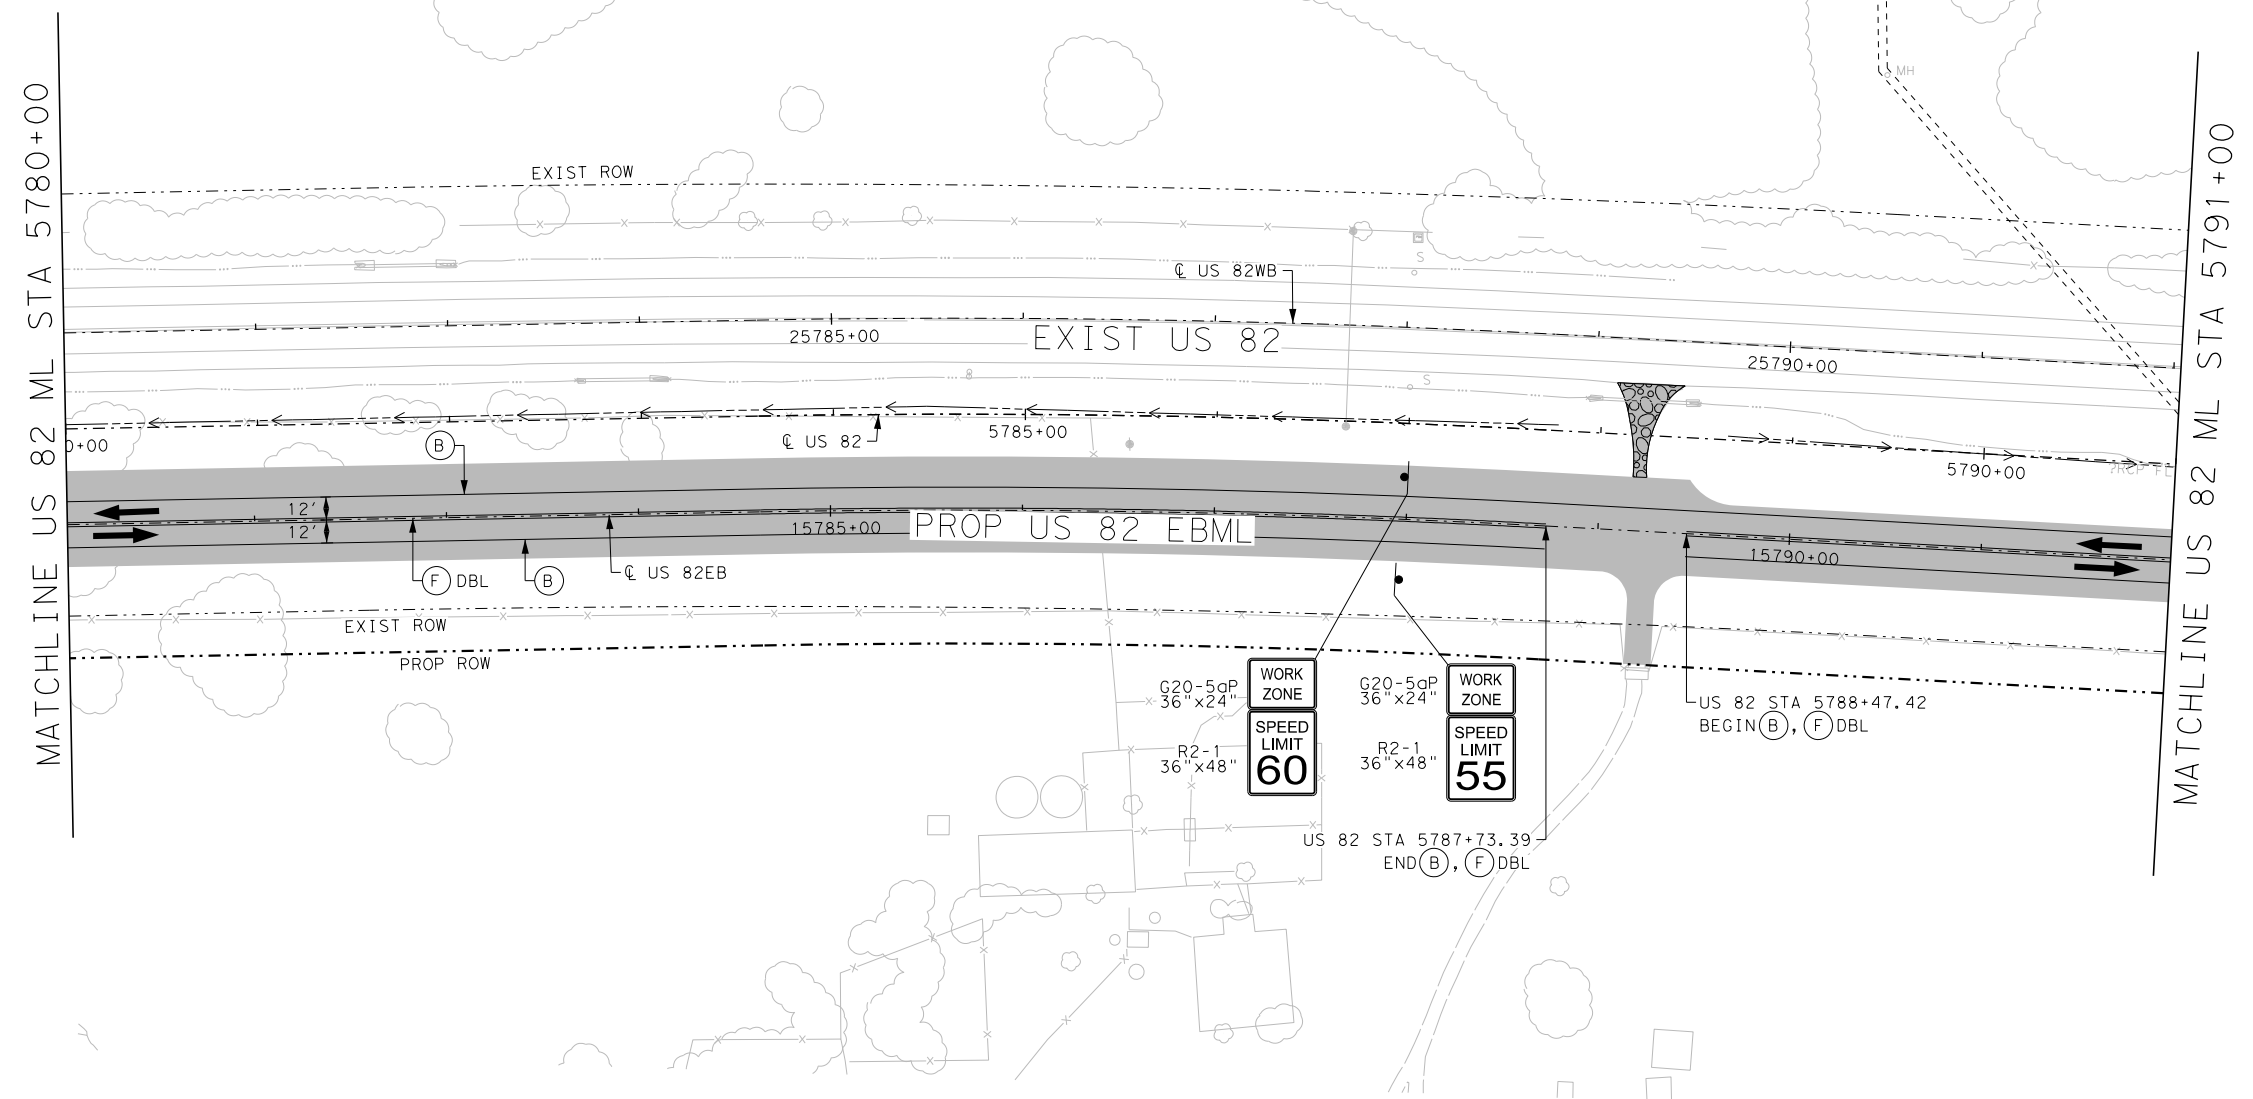 MATCHLINE US 82 ML STA 5780+00
MATCHLINE US 82 ML STA 5791+00
MH
EXIST ROW
S
℄ US 82WB
25785+00
EXIST US 82
25790+00
S
℄ US 82
5785+00
5790+00
0+00
B
12'
12'
15785+00
PROP US 82 EBML
15790+00
F DBL
B
℄ US 82EB
EXIST ROW
PROP ROW
G20-5aP
36"x24"
WORK
ZONE
R2-1
36"x48"
SPEED
LIMIT
60
G20-5aP
36"x24"
WORK
ZONE
R2-1
36"x48"
SPEED
LIMIT
55
US 82 STA 5788+47.42
BEGIN B, F DBL
US 82 STA 5787+73.39
END B, F DBL